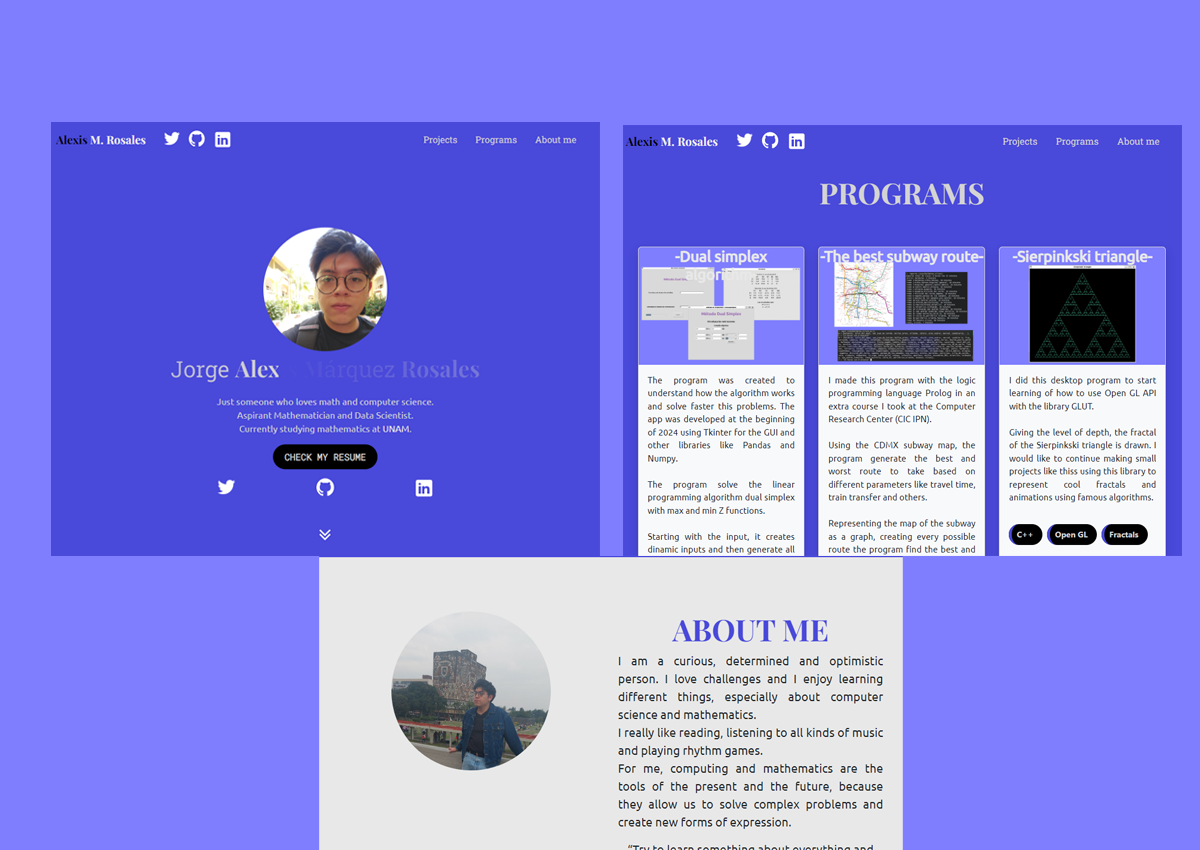 Alexis M. Rosales
Projects Programs About me
Jorge Alex Marquez Rosales
Just someone who loves math and computer science.
Aspirant Mathematician and Data Scientist.
Currently studying mathematics at UNAM.
CHECK MY RESUME
Alexis M. Rosales
Projects Programs About me
PROGRAMS
-Dual simplex
The program was created to
understand how the algorithm works
and solve faster this problems. The
app was developed at the beginning
of 2024 using Tkinter for the GUI and
other libraries like Pandas and
Numpy.
The program solve the linear
programming algorithm dual simplex
with max and min Z functions.
Starting with the input, it creates
dinamic inputs and then generate all
-The best subway route-
I made this program with the logic
programming language Prolog in an
extra course I took at the Computer
Research Center (CIC IPN).
Using the CDMX subway map, the
program generate the best and
worst route to take based on
different parameters like travel time,
train transfer and others.
Representing the map of the subway
as a graph, creating every possible
route the program find the best and
-Sierpinkski triangle-
I did this desktop program to start
learning of how to use Open GL API
with the library GLUT.
Giving the level of depth, the fractal
of the Sierpinkski triangle is drawn. I
would like to continue making small
projects like thiss using this library to
represent cool fractals and
animations using famous algorithms.
C++ Open GL Fractals
ABOUT ME
I am a curious, determined and optimistic
person. I love challenges and I enjoy learning
different things, especially about computer
science and mathematics.
I really like reading, listening to all kinds of music
and playing rhythm games.
For me, computing and mathematics are the
tools of the present and the future, because
they allow us to solve complex problems and
create new forms of expression.
"Try to learn something about everything and